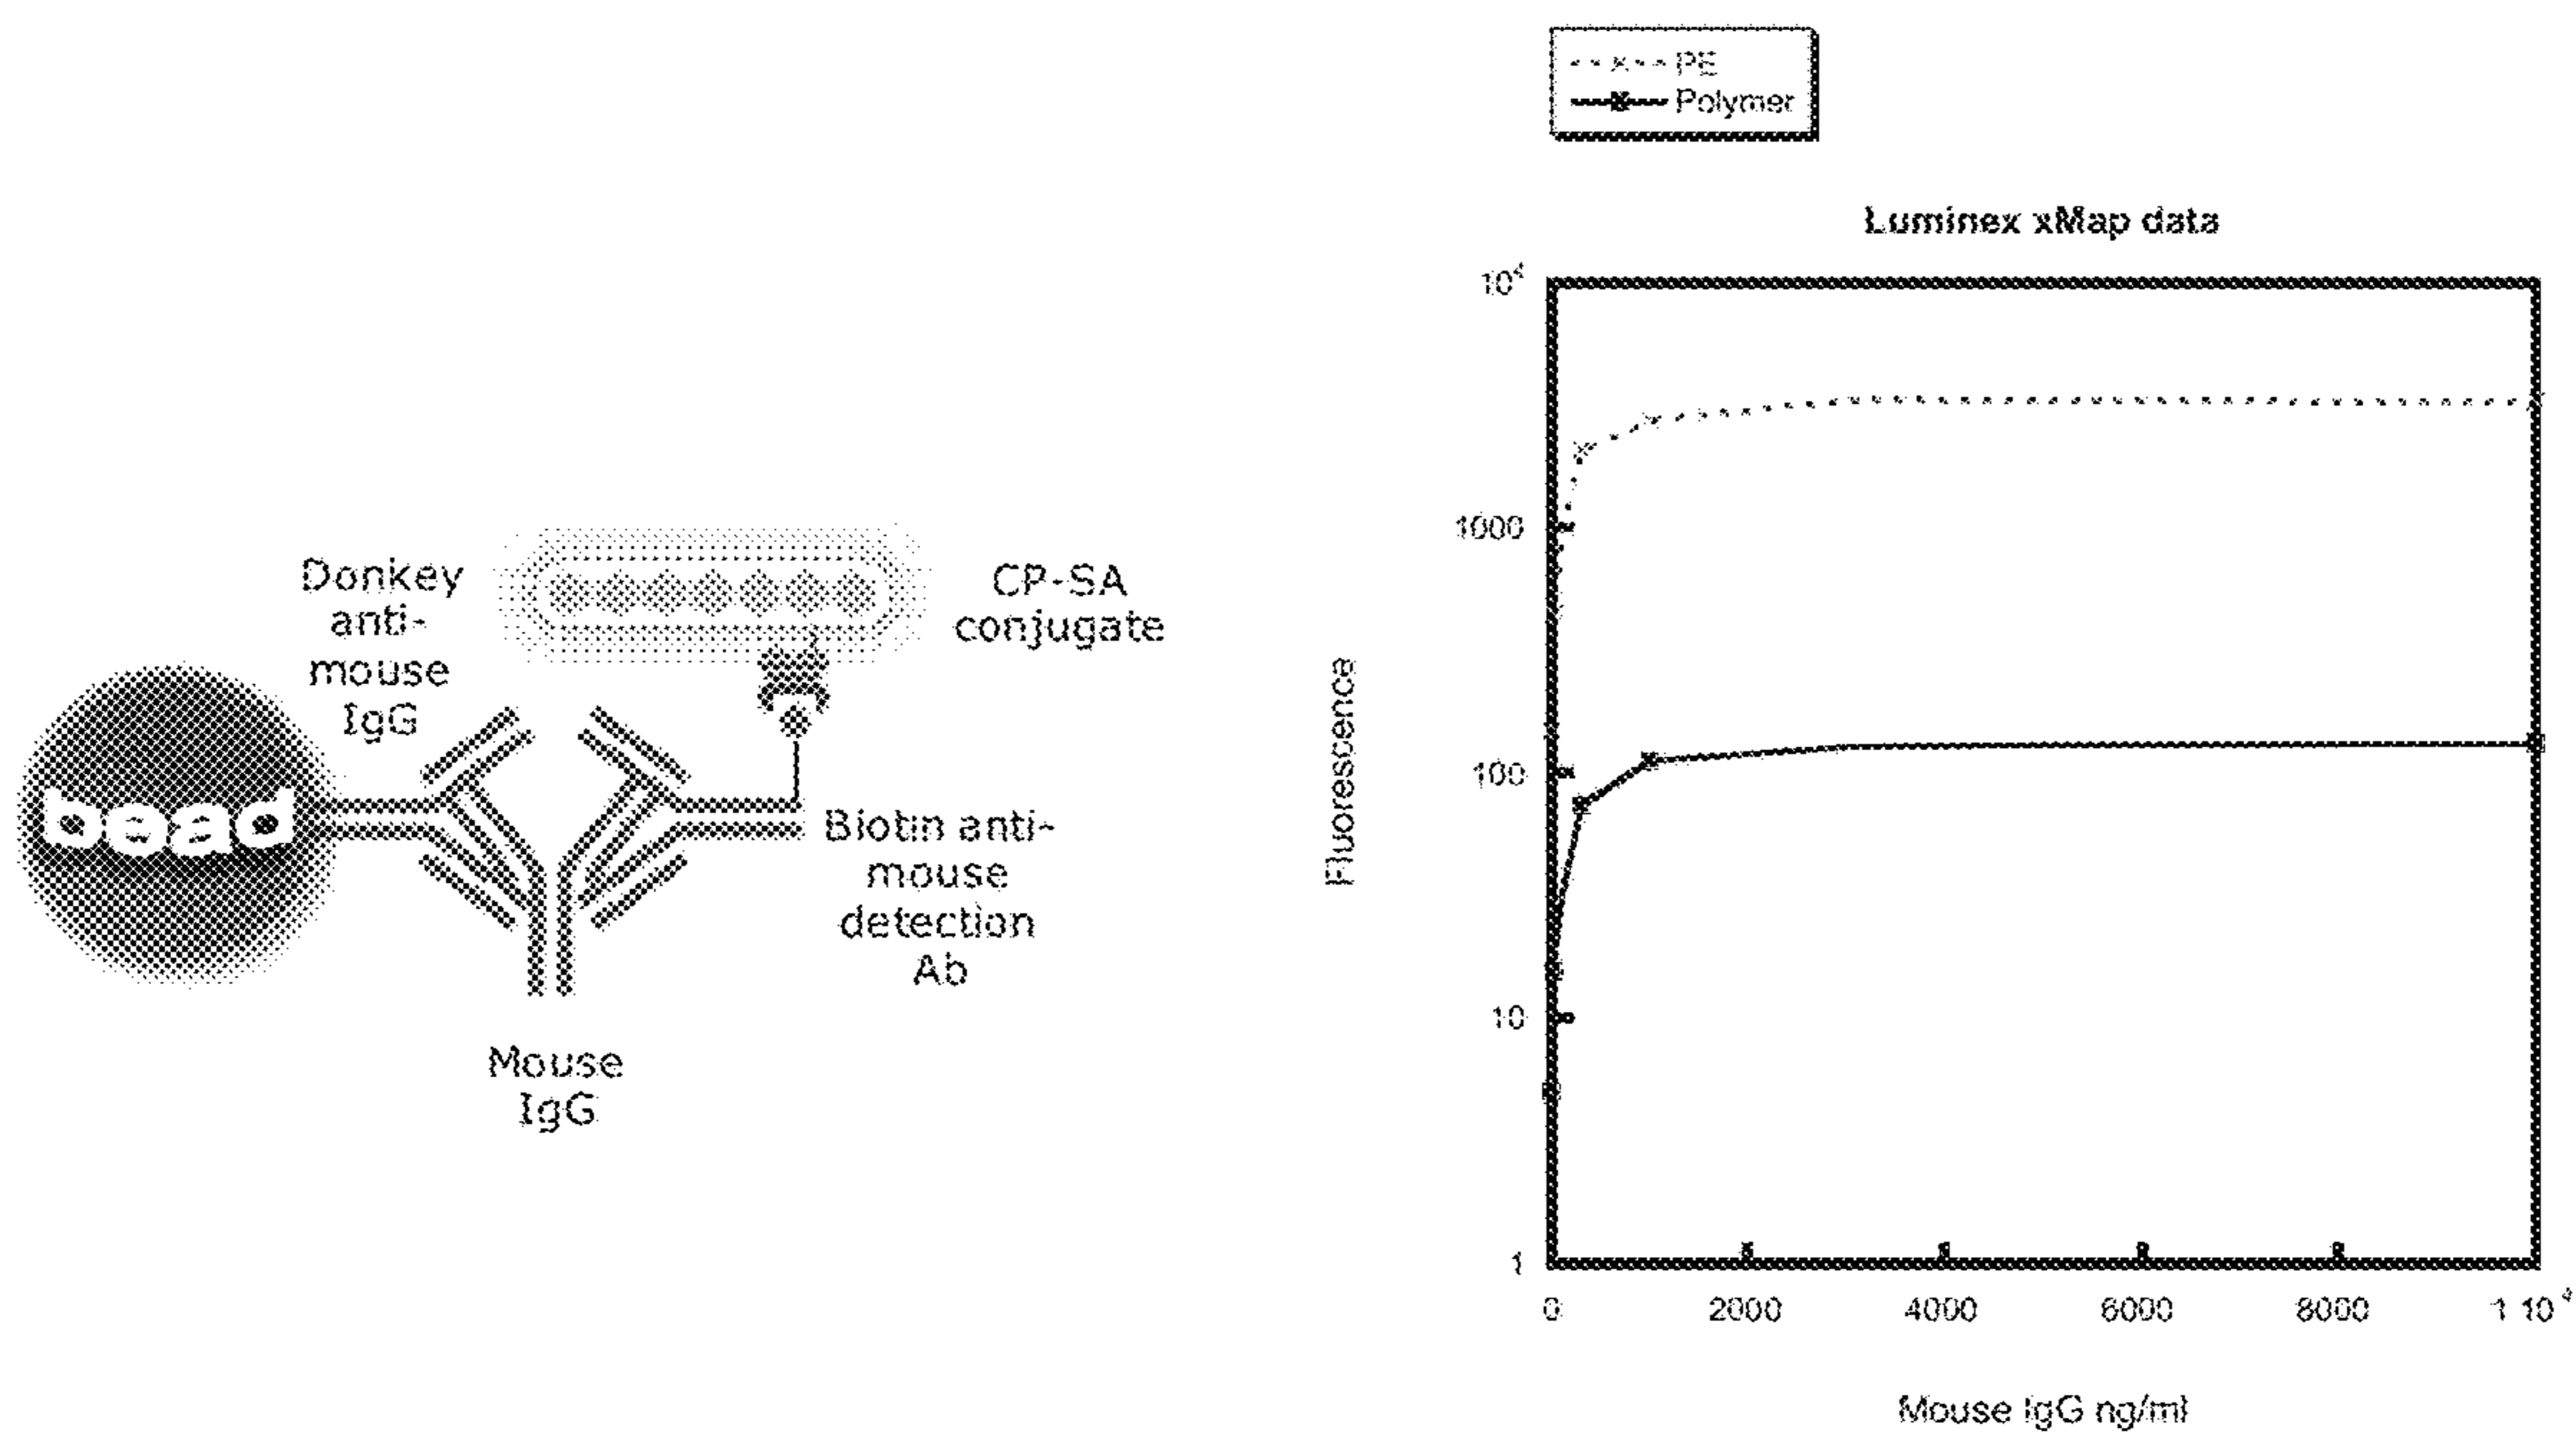 Donkey
anti-
mouse
IgG
CP-SA
conjugate
bead
Biotin anti-
mouse
detection
Ab
Mouse
IgG
PE
Polymer
Luminex xMap data
10⁴
1000
100
10
1
Fluorescence
0 2000 4000 6000 8000 1 10⁴
Mouse IgG ng/ml